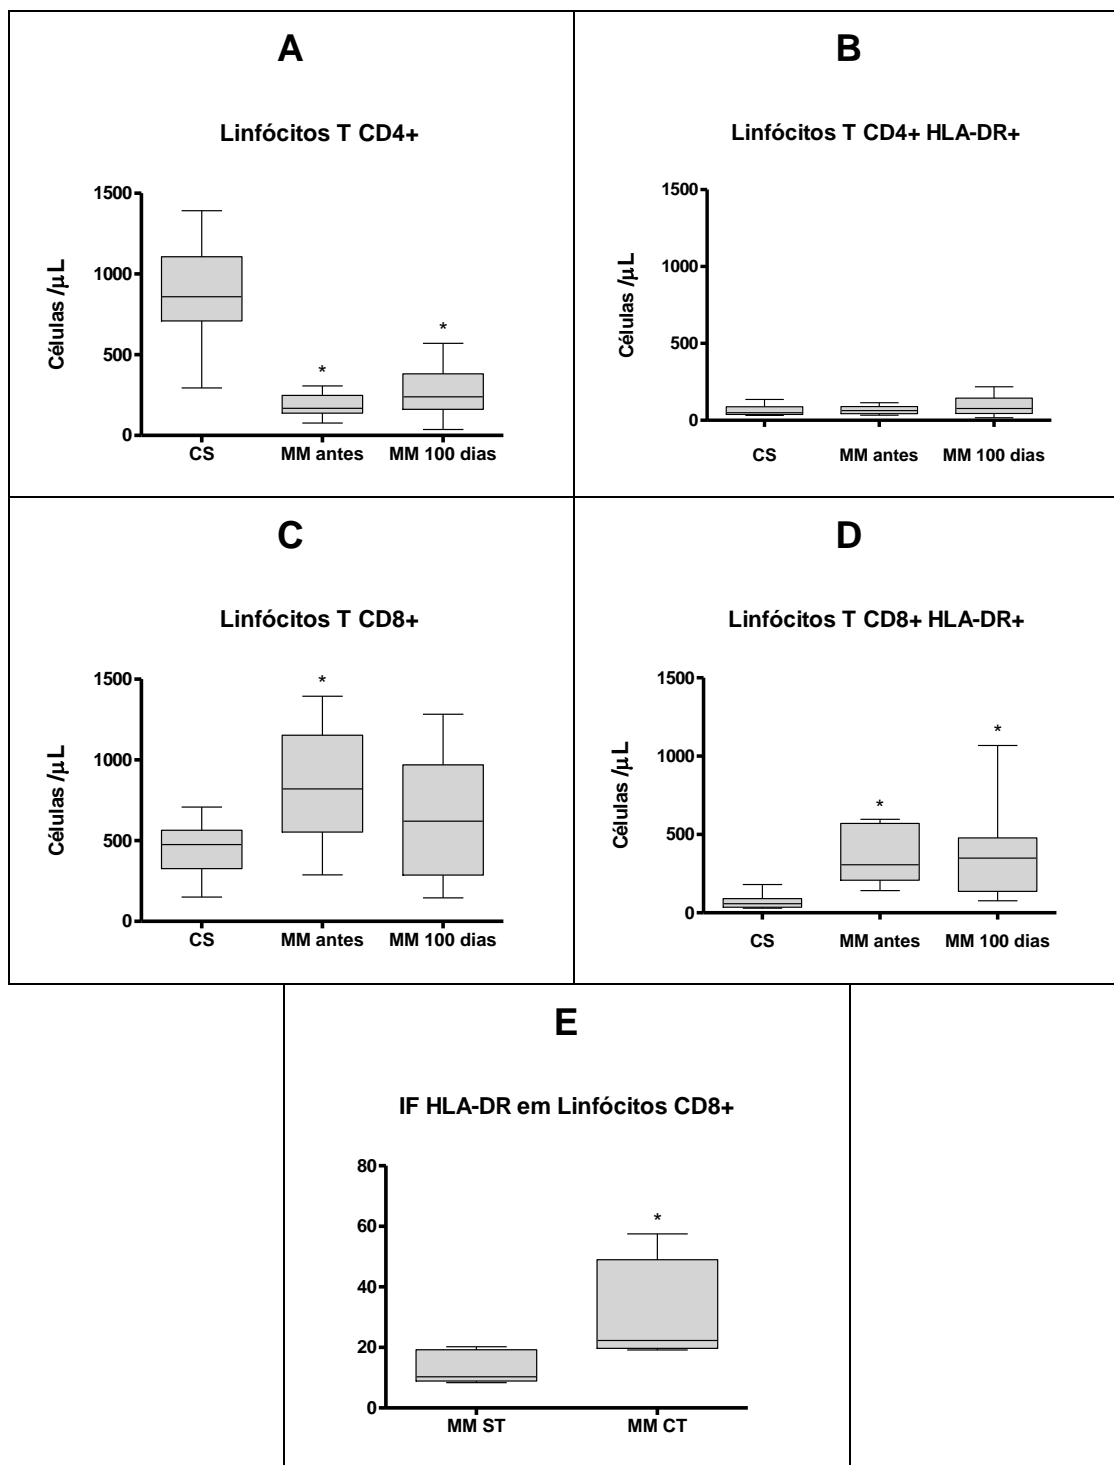 A
Linfócitos T CD4+
Células /µL
1500
1000
500
0
*
*
CS MM antes MM 100 dias
B
Linfócitos T CD4+ HLA-DR+
Células /µL
1500
1000
500
0
CS MM antes MM 100 dias
C
Linfócitos T CD8+
Células /µL
1500
1000
500
0
*
CS MM antes MM 100 dias
D
Linfócitos T CD8+ HLA-DR+
Células /µL
1500
1000
500
0
*
*
CS MM antes MM 100 dias
E
IF HLA-DR em Linfócitos CD8+
80
60
40
20
0
*
MM ST MM CT